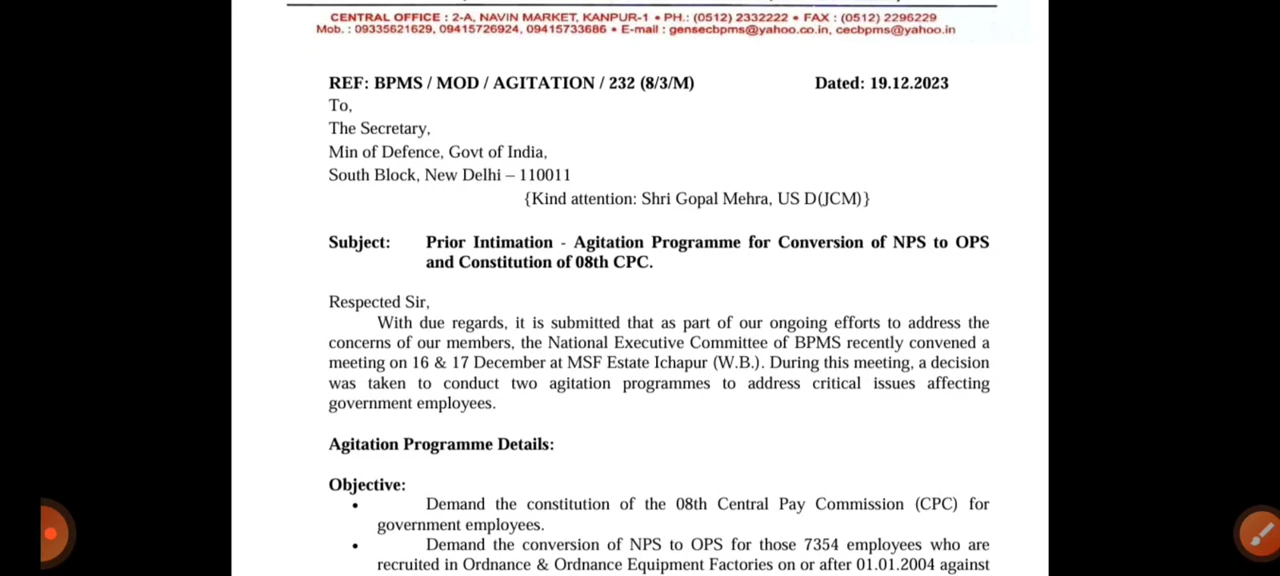 CENTRAL OFFICE : 2-A, NAVIN MARKET, KANPUR-1 • PH.: (0512) 2332222 • FAX : (0512) 2296229
Mob. : 09335621629, 09415726924, 09415733686 • E-mail : gensecbpms@yahoo.co.in, cecbpms@yahoo.in
REF: BPMS / MOD / AGITATION / 232 (8/3/M) Dated: 19.12.2023
To,
The Secretary,
Min of Defence, Govt of India,
South Block, New Delhi – 110011
{Kind attention: Shri Gopal Mehra, US D(JCM)}
Subject: Prior Intimation - Agitation Programme for Conversion of NPS to OPS
and Constitution of 08th CPC.
Respected Sir,
With due regards, it is submitted that as part of our ongoing efforts to address the
concerns of our members, the National Executive Committee of BPMS recently convened a
meeting on 16 & 17 December at MSF Estate Ichapur (W.B.). During this meeting, a decision
was taken to conduct two agitation programmes to address critical issues affecting
government employees.
Agitation Programme Details:
Objective:
• Demand the constitution of the 08th Central Pay Commission (CPC) for
government employees.
• Demand the conversion of NPS to OPS for those 7354 employees who are
recruited in Ordnance & Ordnance Equipment Factories on or after 01.01.2004 against